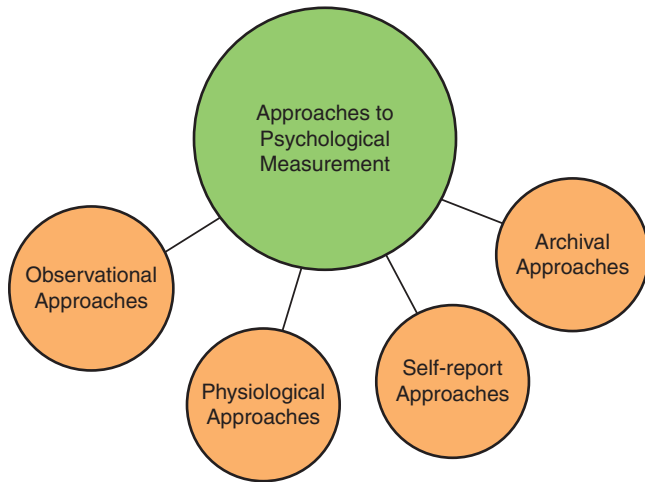 Approaches to
Psychological
Measurement
Observational
Approaches
Physiological
Approaches
Self-report
Approaches
Archival
Approaches